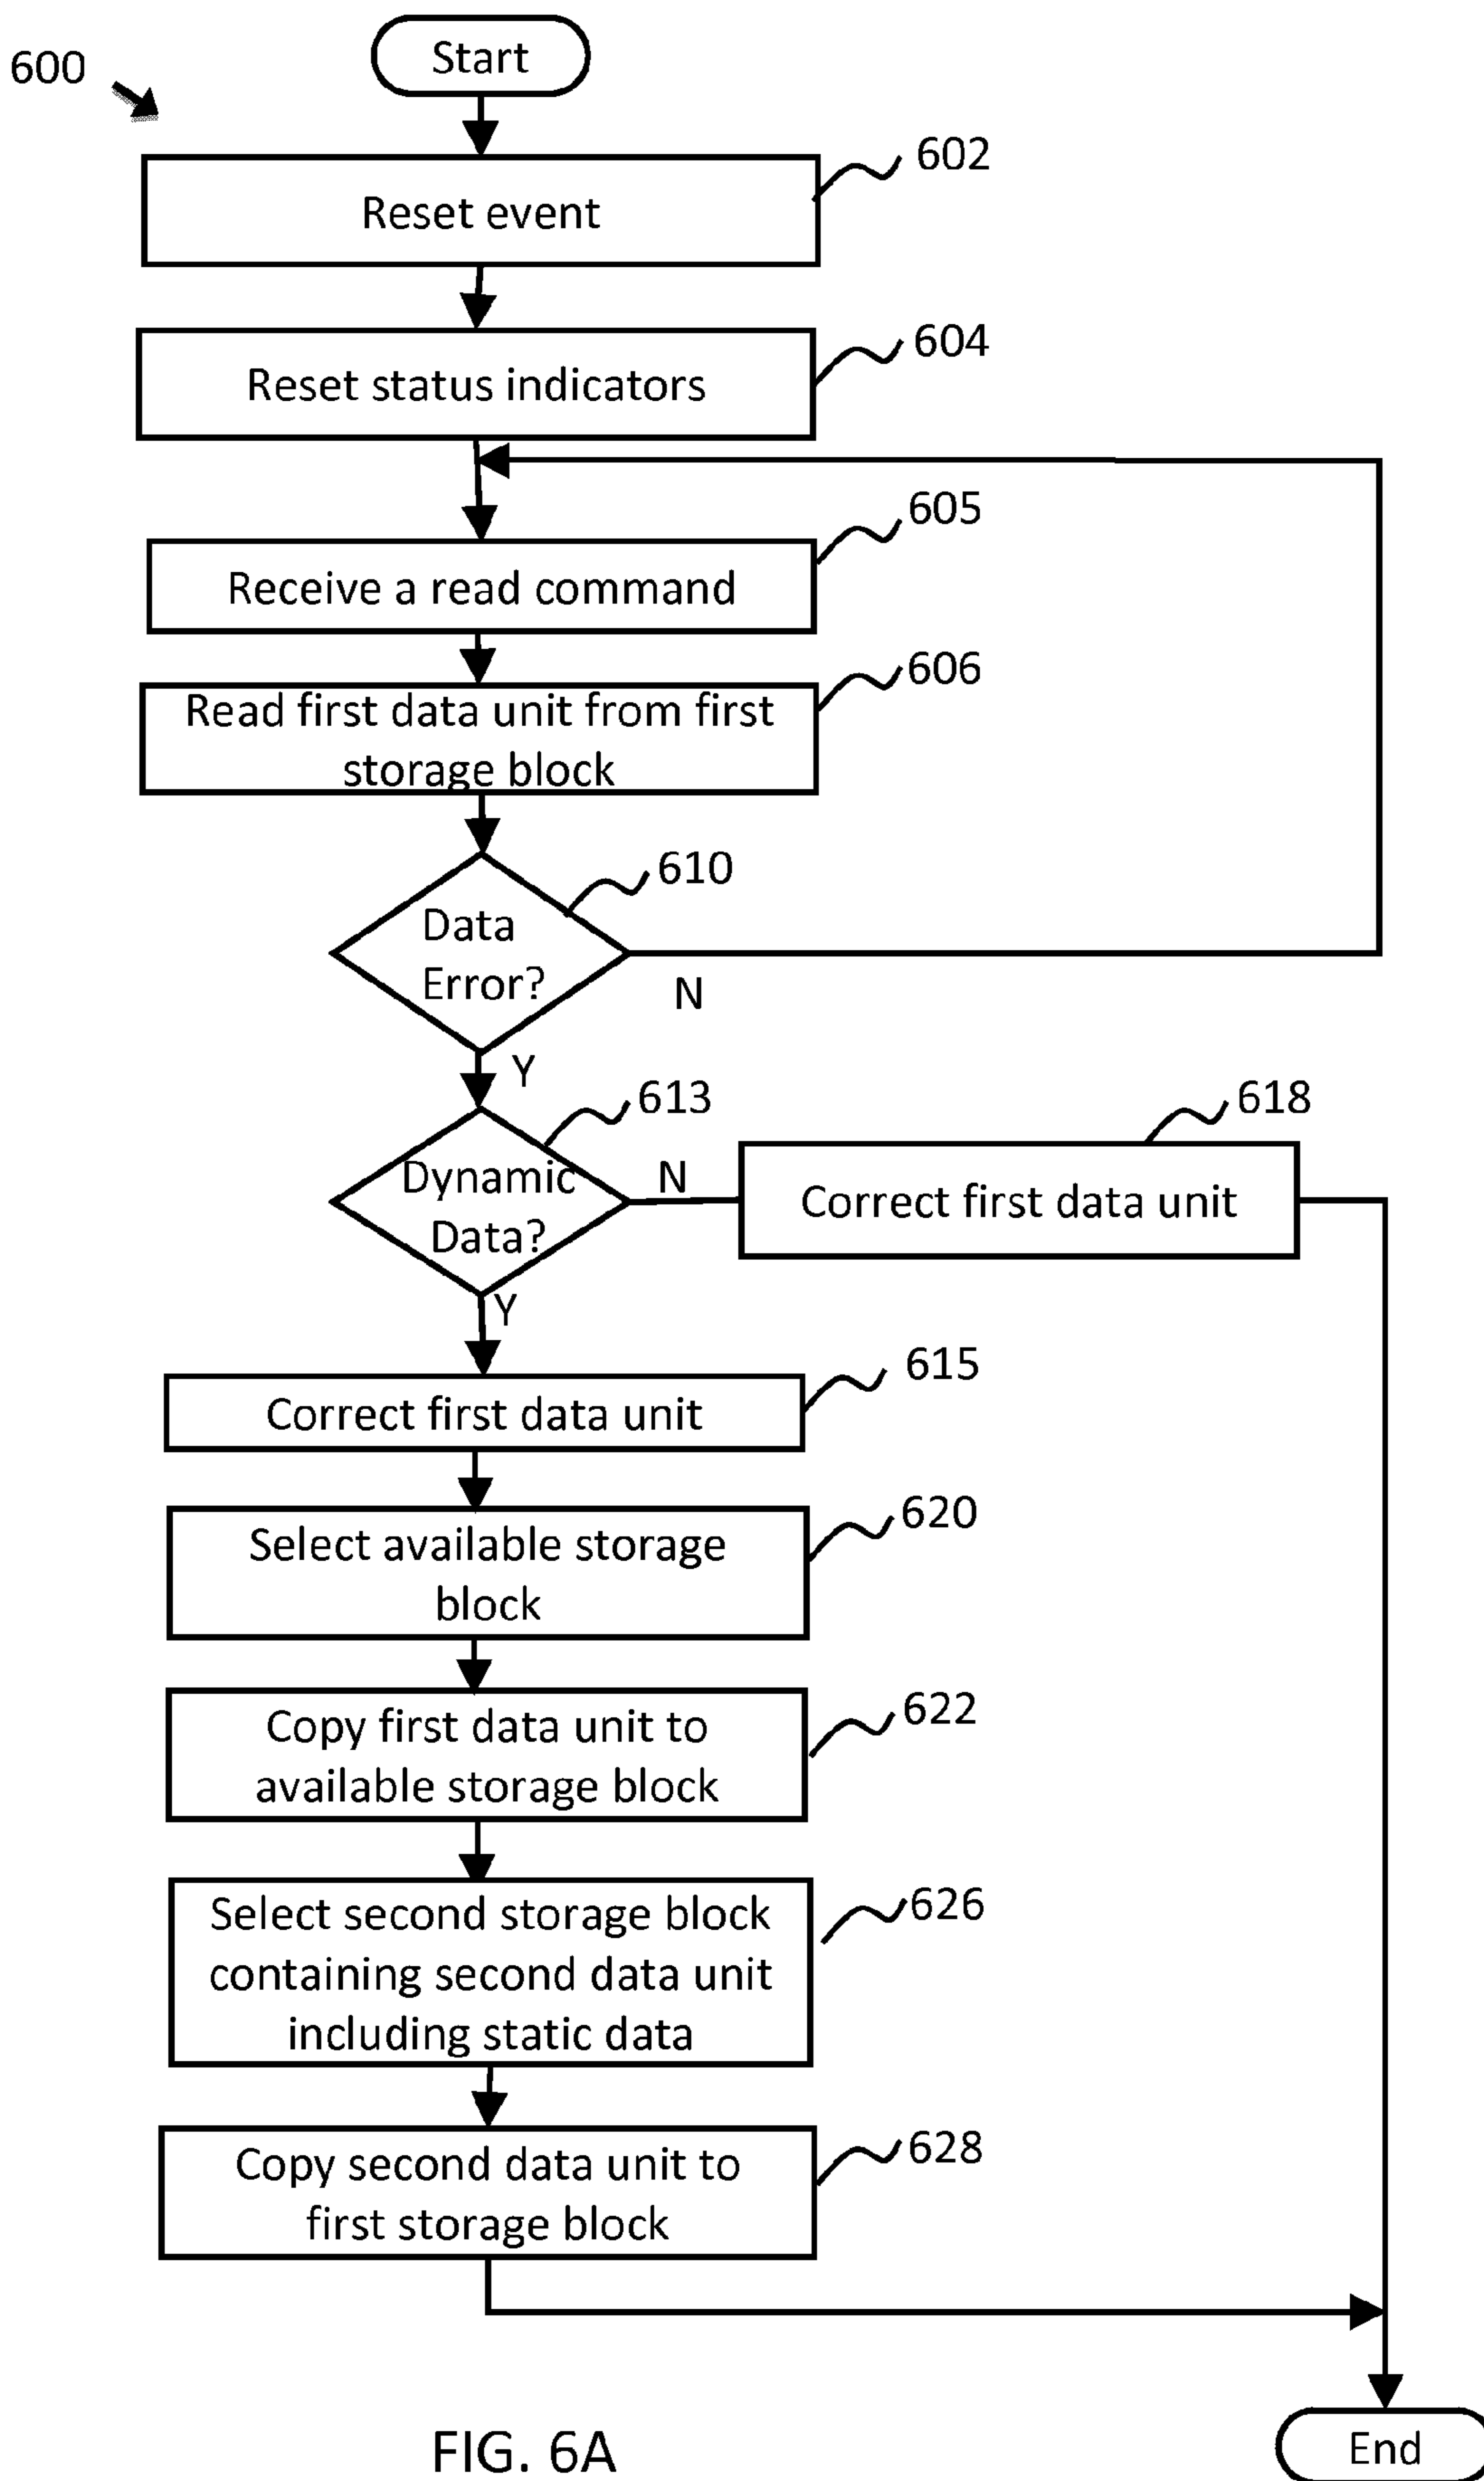 600
Start
602
Reset event
604
Reset status indicators
605
Receive a read command
606
Read first data unit from first
storage block
610
Data
Error?
N
Y
613
618
Dynamic
Data?
N
Correct first data unit
Y
615
Correct first data unit
620
Select available storage
block
622
Copy first data unit to
available storage block
626
Select second storage block
containing second data unit
including static data
628
Copy second data unit to
first storage block
End
FIG. 6A